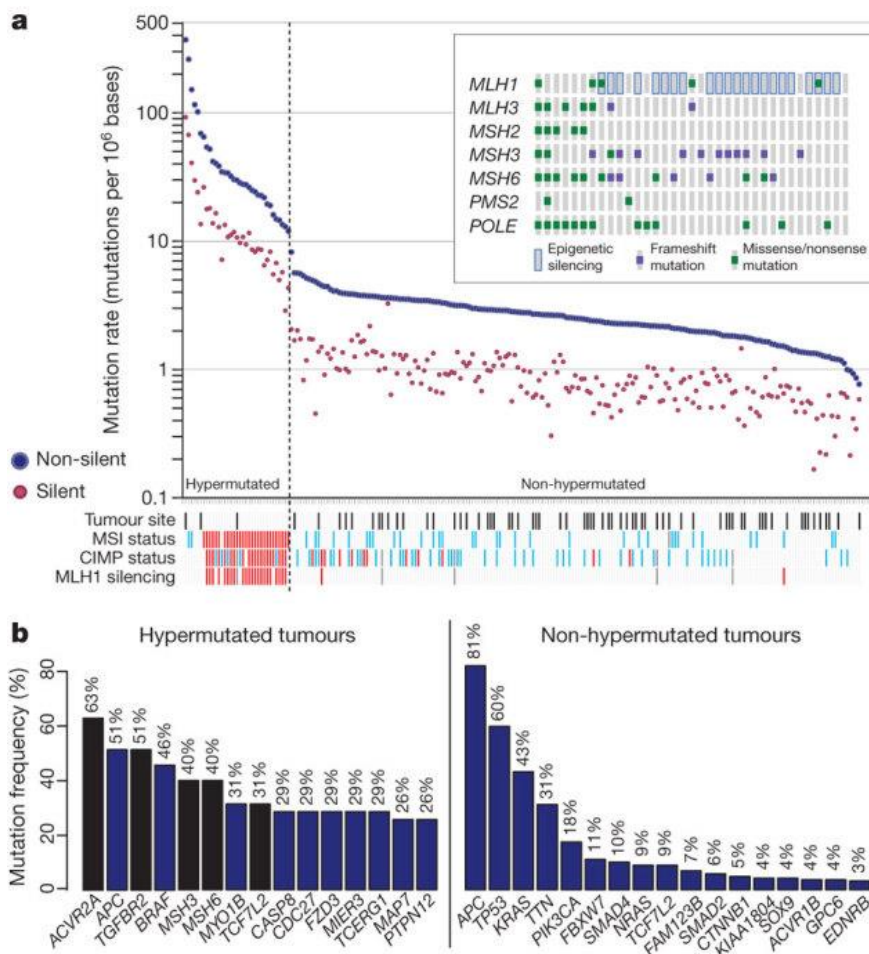 a
500
100
10
1
0.1
Mutation rate (mutations per 10⁶ bases)
MLH1
MLH3
MSH2
MSH3
MSH6
PMS2
POLE
Epigenetic silencing
Frameshift mutation
Missense/nonsense mutation
Non-silent
Silent
Hypermutated
Non-hypermutated
Tumour site
MSI status
CIMP status
MLH1 silencing
b
Hypermutated tumours
Non-hypermutated tumours
Mutation frequency (%)
80
60
40
20
0
63%
51%
51%
46%
40%
40%
31%
31%
29%
29%
29%
29%
29%
26%
26%
ACVR2A
APC
TGFBR2
BRAF
MSH3
MSH6
MYO1B
TCF7L2
CASP8
CDC27
FZD3
MIER3
TCERG1
MAP7
PTPN12
81%
60%
43%
31%
18%
11%
10%
9%
9%
7%
6%
5%
4%
4%
4%
4%
3%
APC
TP53
KRAS
TTN
PIK3CA
FBXW7
SMAD4
NRAS
TCF7L2
FAM123B
SMAD2
CTNNB1
KIAA1804
SOX9
ACVR1B
GPC6
EDNRB